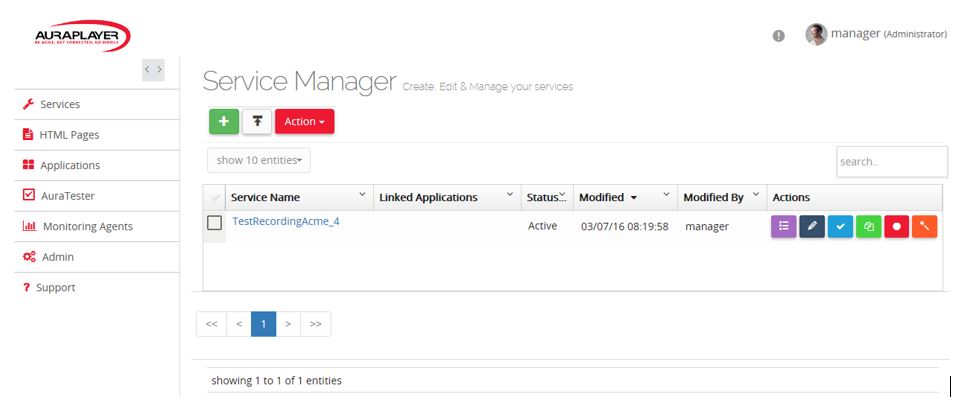 AURAPLAYER
BE AGILE, GET CONNECTED, GO MOBILE
manager (Administrator)
< >
Services
HTML Pages
Applications
AuraTester
Monitoring Agents
Admin
? Support
Service Manager Create, Edit & Manage your services
+ Action
show 10 entities
search..
Service Name Linked Applications Status... Modified Modified By Actions
TestRecordingAcme_4 Active 03/07/16 08:19:58 manager
<< < 1 > >>
showing 1 to 1 of 1 entities